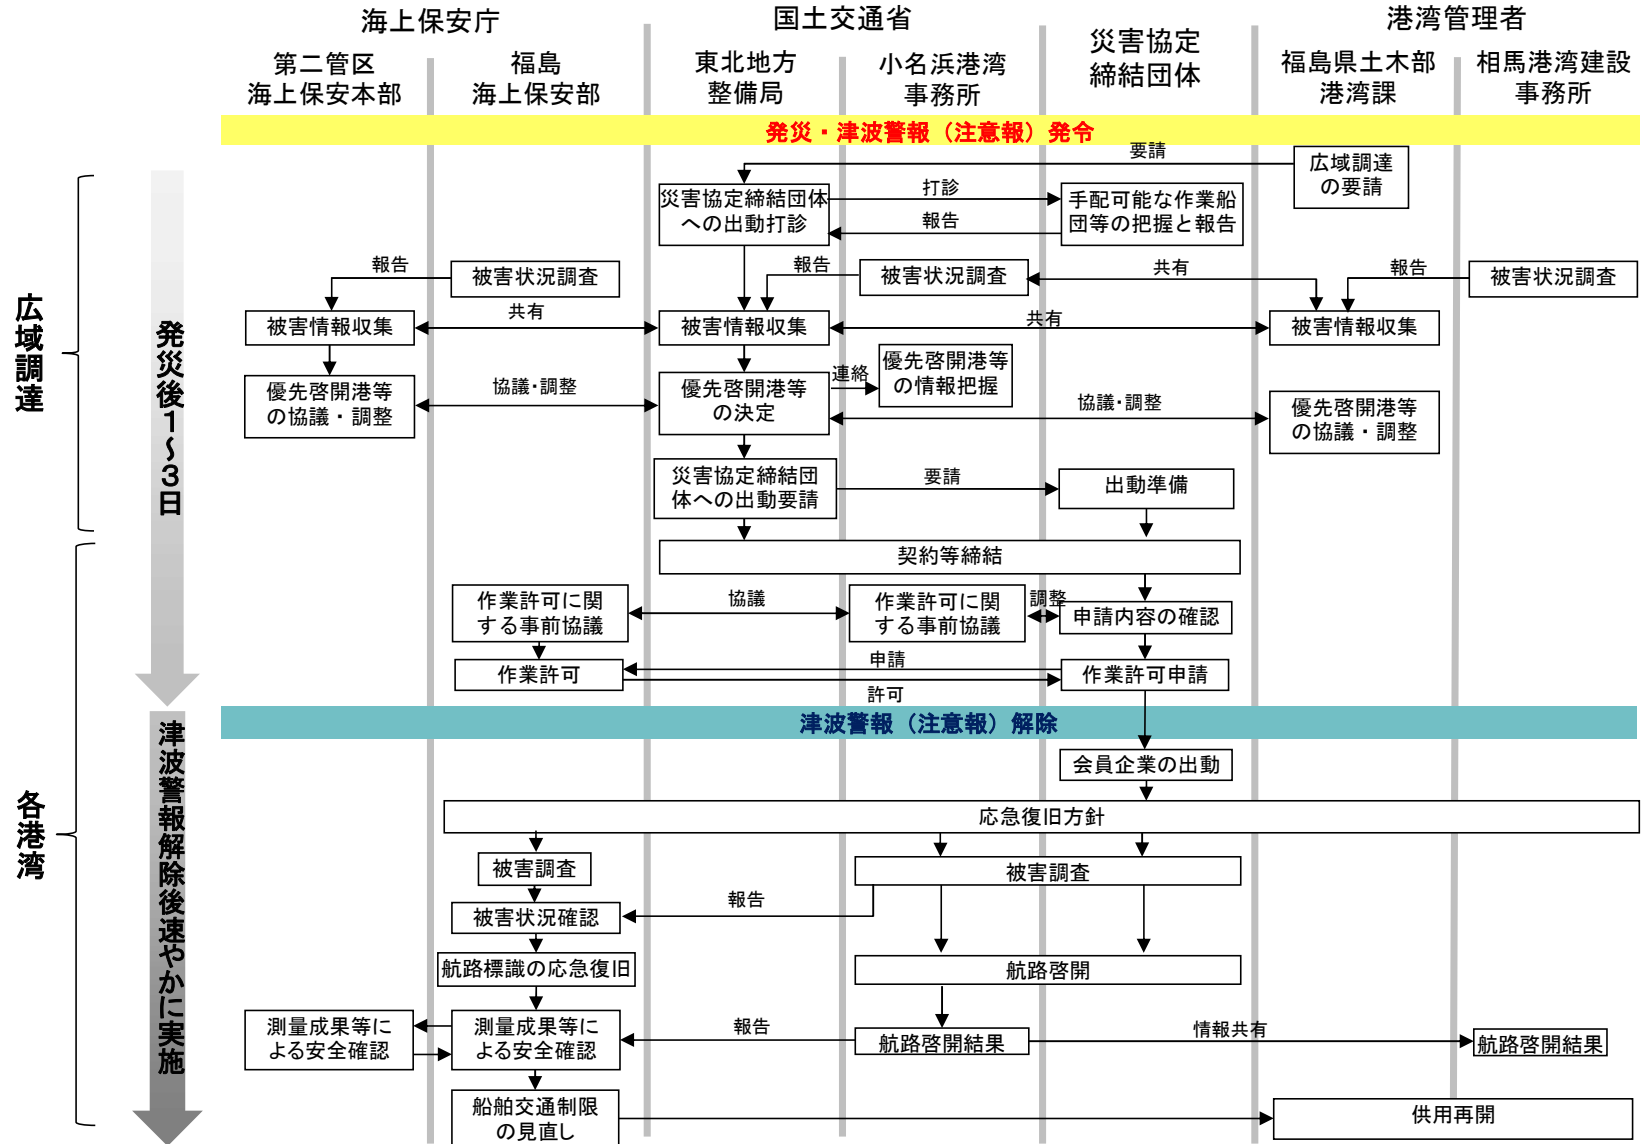 海上保安庁
国土交通省
災害協定
締結団体
港湾管理者
第二管区
海上保安本部
福島
海上保安部
東北地方
整備局
小名浜港湾
事務所
福島県土木部
港湾課
相馬港湾建設
事務所
発災・津波警報（注意報）発令
要請
広域調達
の要請
災害協定締結団体
への出動打診
打診
報告
手配可能な作業船
団等の把握と報告
報告
被害状況調査
報告
被害状況調査
共有
報告
被害状況調査
被害情報収集
共有
被害情報収集
共有
被害情報収集
優先啓開港等
の協議・調整
協議・調整
優先啓開港等
の決定
連絡
優先啓開港等
の情報把握
協議・調整
優先啓開港等
の協議・調整
災害協定締結団
体への出動要請
要請
出動準備
契約等締結
作業許可に関
する事前協議
協議
作業許可に関
する事前協議
調整
申請内容の確認
作業許可
申請
許可
作業許可申請
津波警報（注意報）解除
会員企業の出動
応急復旧方針
被害調査
被害調査
被害状況確認
報告
航路標識の応急復旧
航路啓開
測量成果等に
よる安全確認
測量成果等に
よる安全確認
報告
航路啓開結果
情報共有
航路啓開結果
船舶交通制限
の見直し
供用再開
広域調達
各港湾
発災後１～３日
津波警報解除後速やかに実施